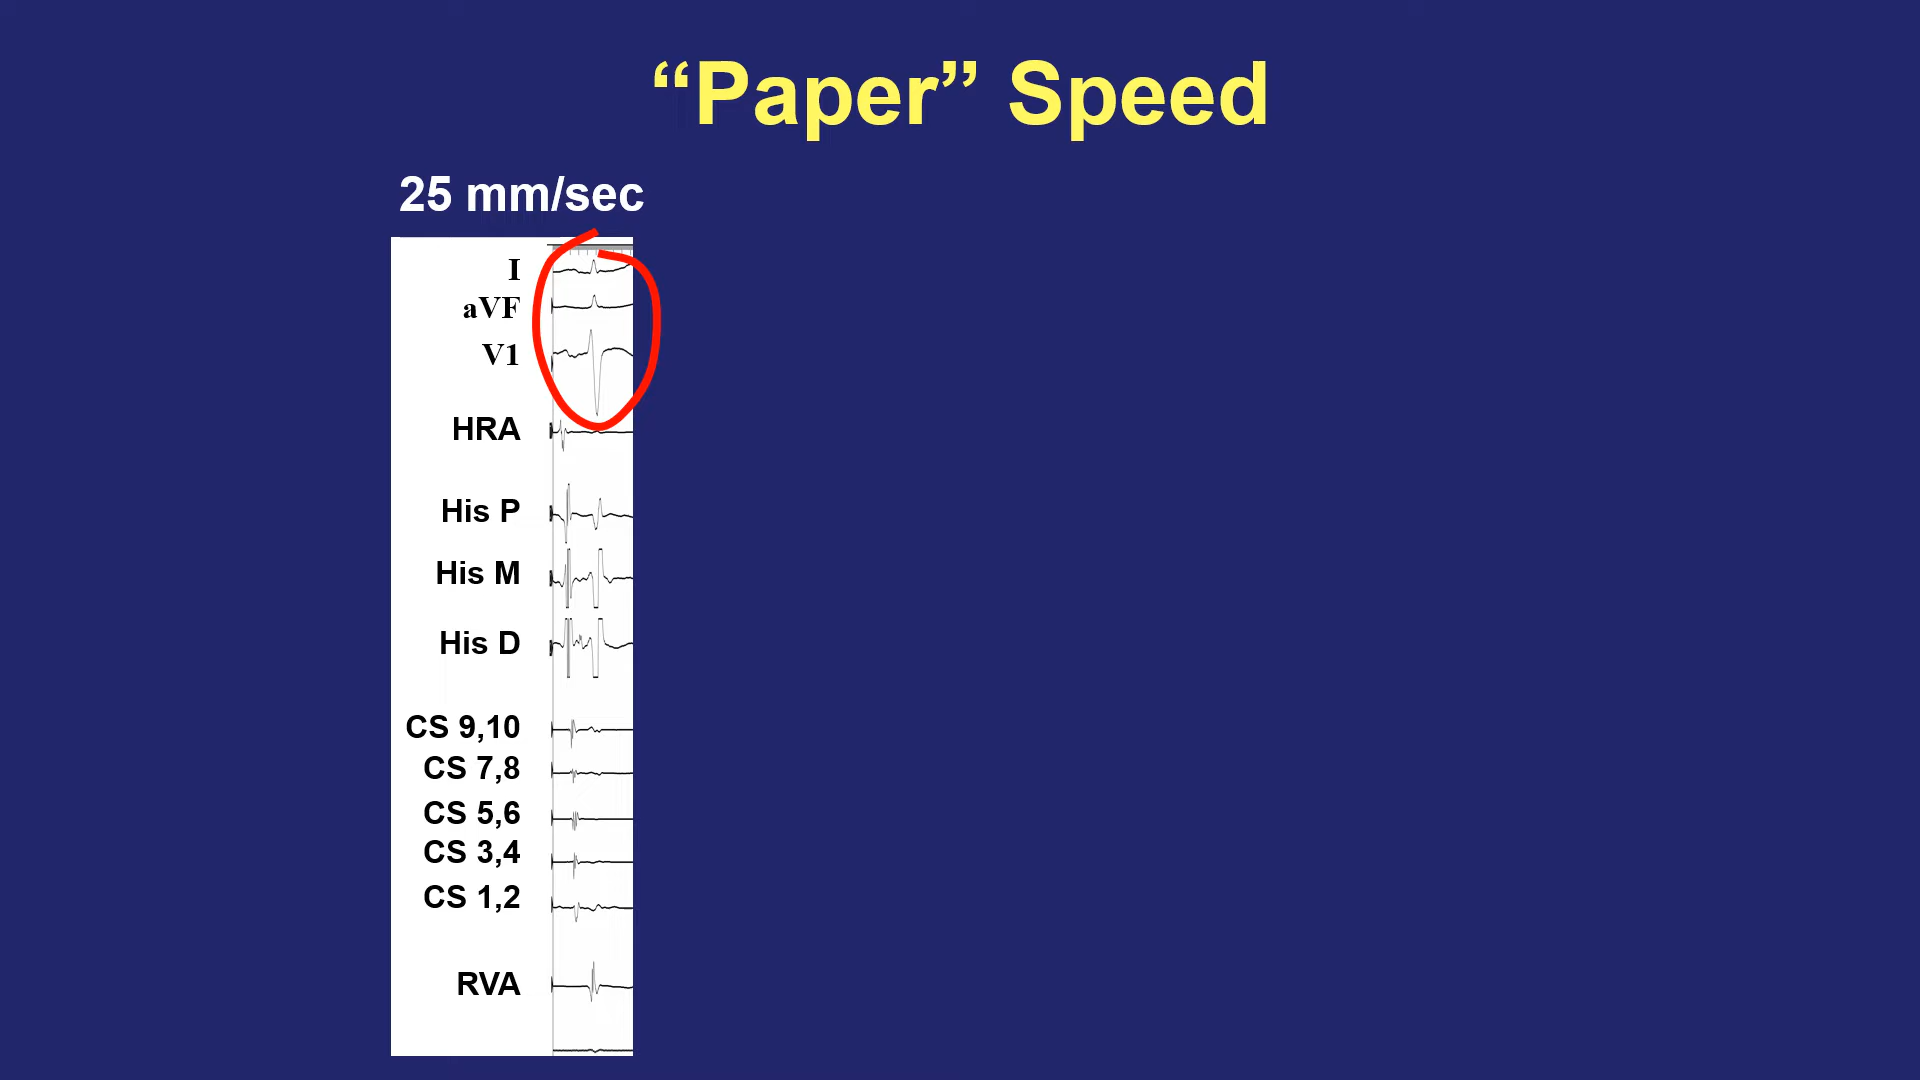 “Paper” Speed
25 mm/sec
I
aVF
V1
HRA
His P
His M
His D
CS 9,10
CS 7,8
CS 5,6
CS 3,4
CS 1,2
RVA